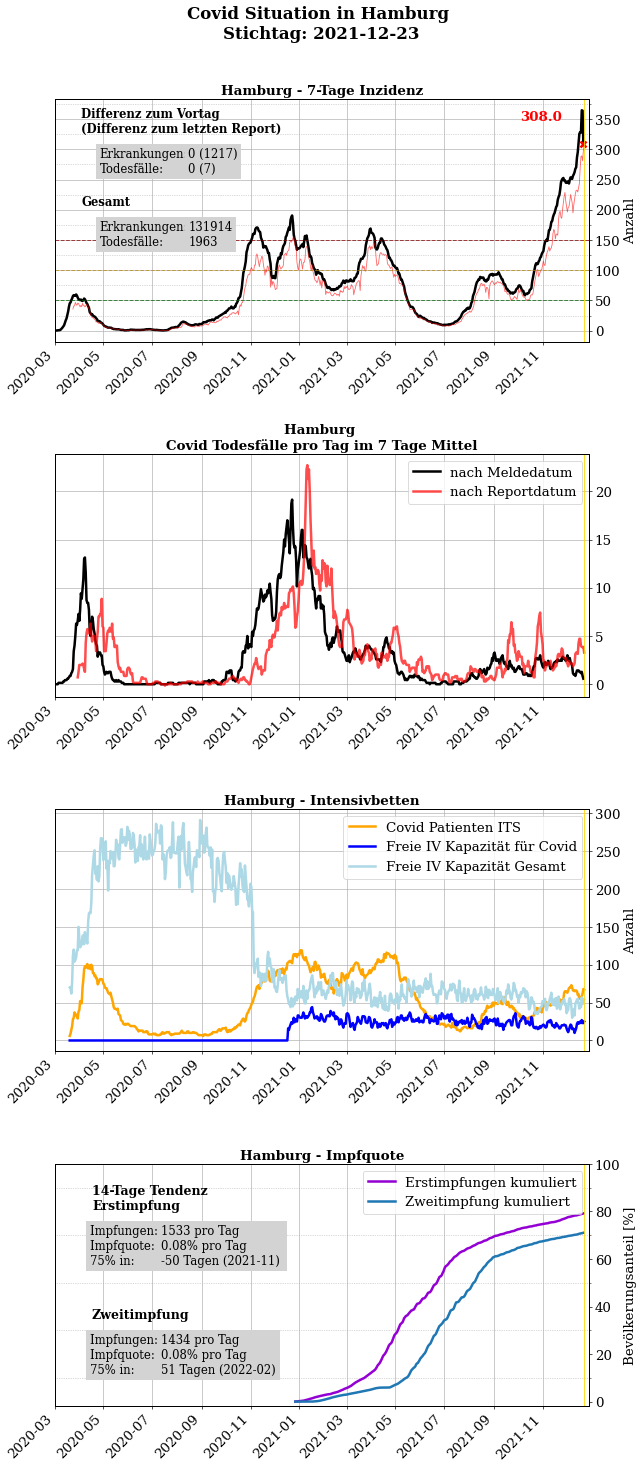 Covid Situation in Hamburg
Stichtag: 2021-12-23
Hamburg - 7-Tage Inzidenz
Differenz zum Vortag
(Differenz zum letzten Report)
Erkrankungen 0 (1217)
Todesfälle: 0 (7)
Gesamt
Erkrankungen 131914
Todesfälle: 1963
308.0
350
300
250
200
150
100
50
0
Anzahl
2020-03
2020-05
2020-07
2020-09
2020-11
2021-01
2021-03
2021-05
2021-07
2021-09
2021-11
Hamburg
Covid Todesfälle pro Tag im 7 Tage Mittel
nach Meldedatum
nach Reportdatum
20
15
10
5
0
2020-03
2020-05
2020-07
2020-09
2020-11
2021-01
2021-03
2021-05
2021-07
2021-09
2021-11
Hamburg - Intensivbetten
Covid Patienten ITS
Freie IV Kapazität für Covid
Freie IV Kapazität Gesamt
300
250
200
150
100
50
0
Anzahl
2020-03
2020-05
2020-07
2020-09
2020-11
2021-01
2021-03
2021-05
2021-07
2021-09
2021-11
Hamburg - Impfquote
14-Tage Tendenz
Erstimpfung
Impfungen: 1533 pro Tag
Impfquote: 0.08% pro Tag
75% in: -50 Tagen (2021-11)
Zweitimpfung
Impfungen: 1434 pro Tag
Impfquote: 0.08% pro Tag
75% in: 51 Tagen (2022-02)
Erstimpfungen kumuliert
Zweitimpfung kumuliert
100
80
60
40
20
0
Bevölkerungsanteil [%]
2020-03
2020-05
2020-07
2020-09
2020-11
2021-01
2021-03
2021-05
2021-07
2021-09
2021-11